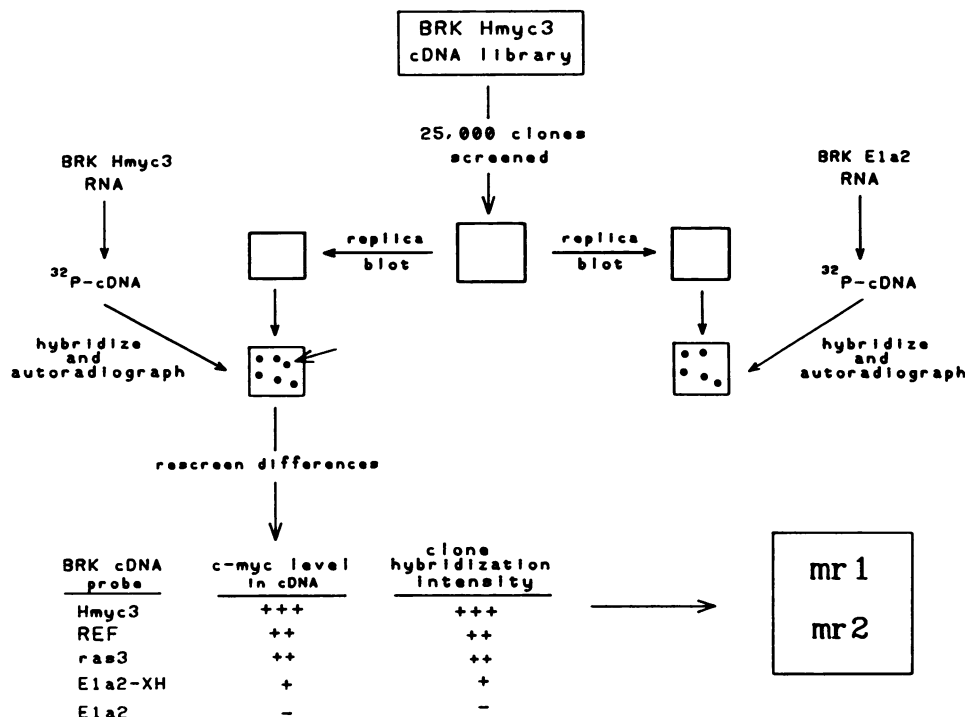 BRK Hmyc3
cDNA library
25,000 clones
screened
BRK Hmyc3
RNA
BRK E1a2
RNA
replica
blot
replica
blot
32P-cDNA
32P-cDNA
hybridize
and
autoradiograph
hybridize
and
autoradiograph
rescreen differences
BRK cDNA
probe
c-myc level
in cDNA
clone
hybridization
intensity
Hmyc3 +++ +++
REF ++ ++
ras3 ++ ++
E1a2-XH + +
E1a2 - -
mr1
mr2